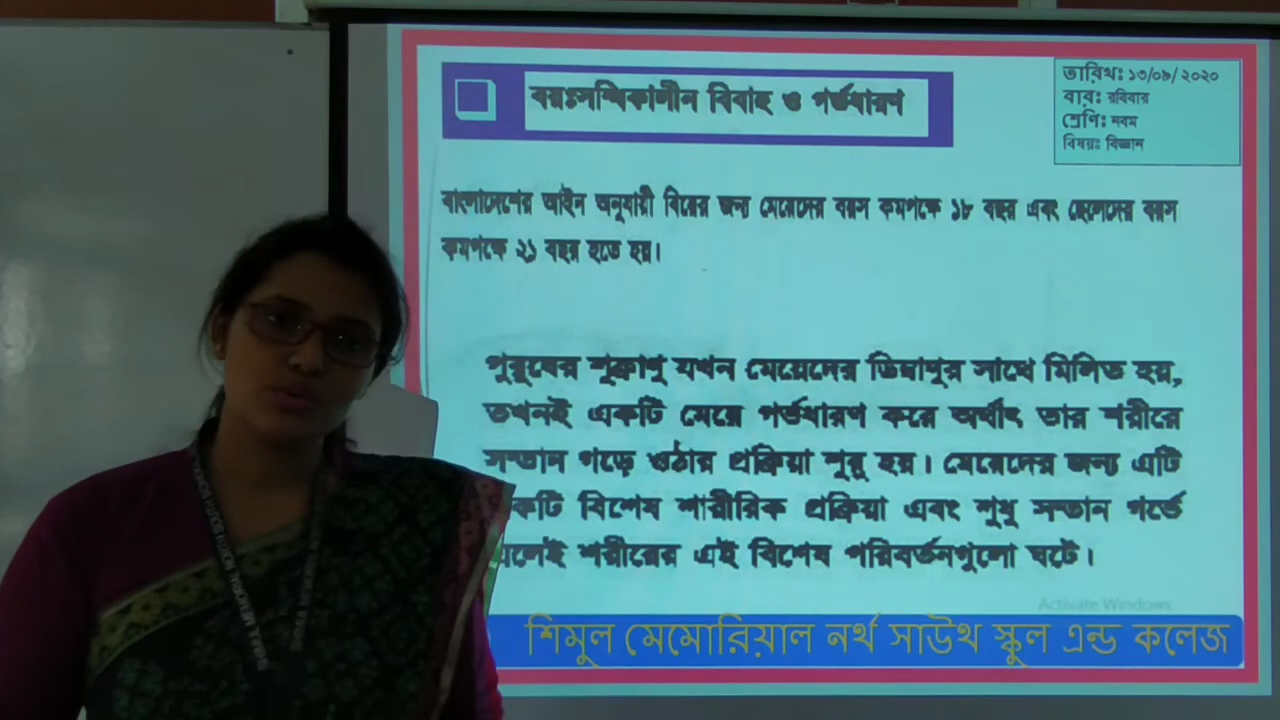 বয়ঃসন্ধিকালীন বিবাহ ও গর্ভধারণ
তারিখঃ ১৩/০৯/২০২০
বারঃ রবিবার
শ্রেণিঃ নবম
বিষয়ঃ বিজ্ঞান
বাংলাদেশের আইন অনুযায়ী বিয়ের জন্য মেয়েদের বয়স কমপক্ষে ১৮ বছর এবং ছেলেদের বয়স
কমপক্ষে ২১ বছর হতে হয়।
পুরুষের শুক্রাণু যখন মেয়েদের ডিম্বাণুর সাথে মিলিত হয়,
তখনই একটি মেয়ে গর্ভধারণ করে অর্থাৎ তার শরীরে
সন্তান গড়ে ওঠার প্রক্রিয়া শুরু হয়। মেয়েদের জন্য এটি
কটি বিশেষ শারীরিক প্রক্রিয়া এবং শুধু সন্তান গর্ভে
এলেই শরীরের এই বিশেষ পরিবর্তনগুলো ঘটে।
Activate Windows
শিমুল মেমোরিয়াল নর্থ সাউথ স্কুল এন্ড কলেজ